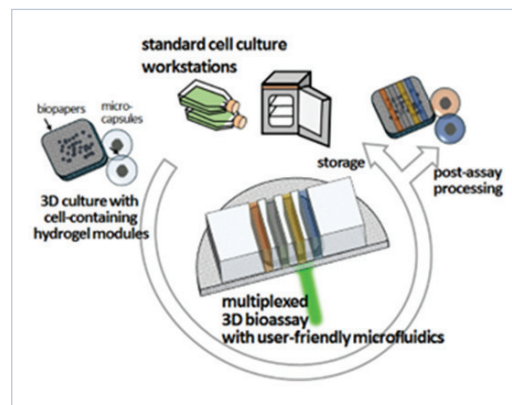 standard cell culture
workstations
biopapers
micro-
capsules
3D culture with
cell-containing
hydrogel modules
storage
post-assay
processing
multiplexed
3D bioassay
with user-friendly microfluidics